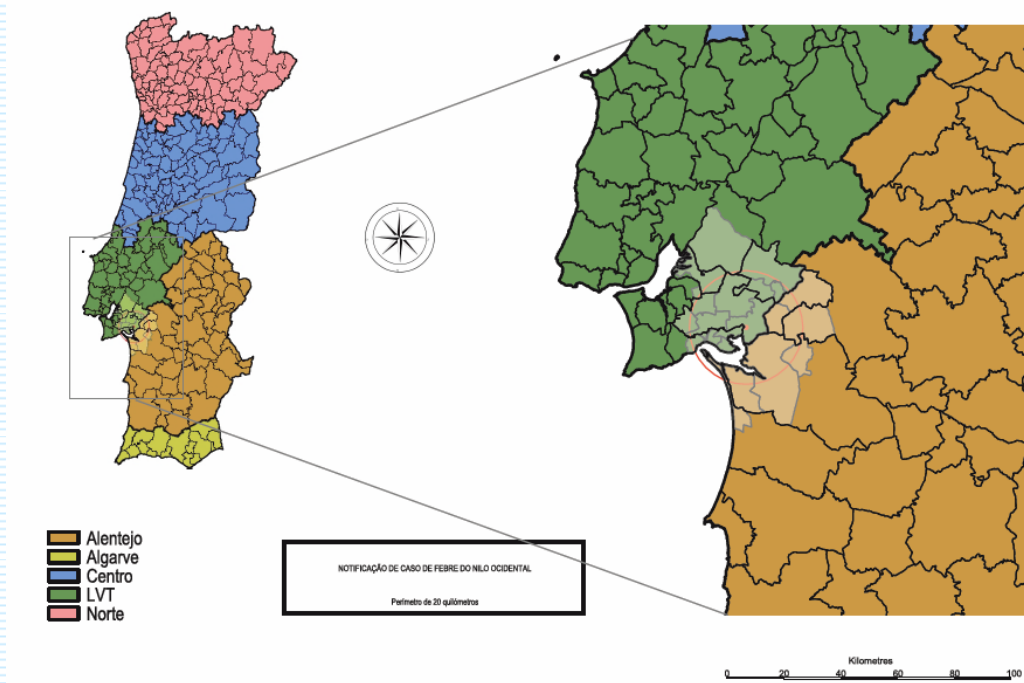 Alentejo
Algarve
Centro
LVT
Norte
NOTIFICAÇÃO DE CASO DE FEBRE DO NILO OCIDENTAL
Perímetro de 20 quilómetros
Kilometres
0 20 40 60 80 100